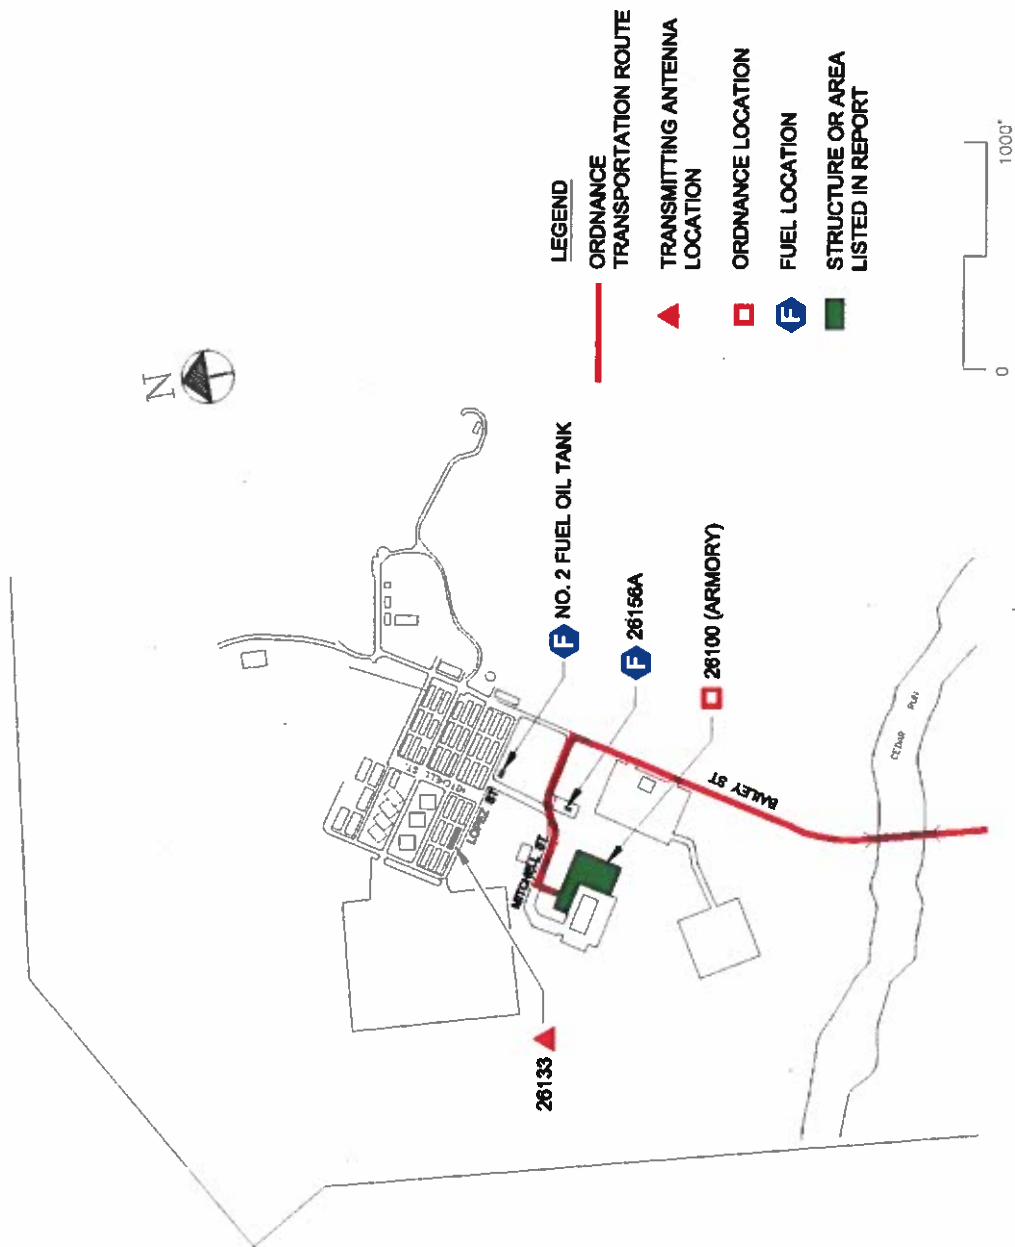 N
LEGEND
ORDNANCE
TRANSPORTATION ROUTE
TRANSMITTING ANTENNA
LOCATION
ORDNANCE LOCATION
F
FUEL LOCATION
STRUCTURE OR AREA
LISTED IN REPORT
0
1000'
F
NO. 2 FUEL OIL TANK
F
26156A
26100 (ARMORY)
26133
MITCHELL ST.
LOPEZ ST.
MITCHELL ST.
BAILEY ST
CEDAR
RUN